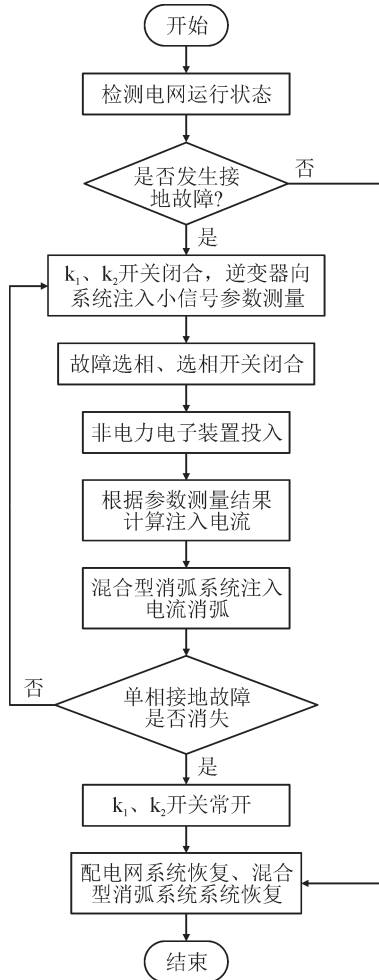 开始
检测电网运行状态
是否发生接
地故障?
否
是
k₁、k₂开关闭合，逆变器向
系统注入小信号参数测量
故障选相、选相开关闭合
非电力电子装置投入
根据参数测量结果
计算注入电流
混合型消弧系统注入
电流消弧
否
单相接地故障
是否消失
是
k₁、k₂开关常开
配电网系统恢复、混合
型消弧系统系统恢复
结束